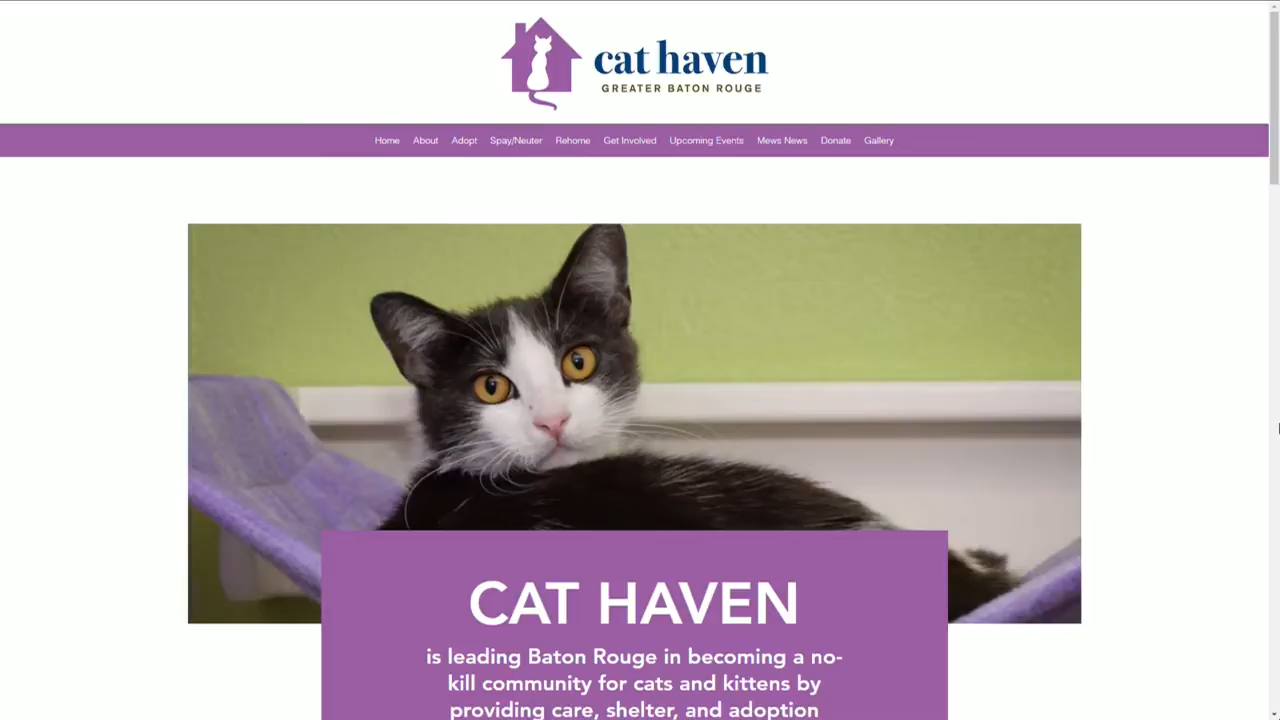 cat haven
GREATER BATON ROUGE
Home About Adopt Spay/Neuter Rehome Get Involved Upcoming Events Mews News Donate Gallery
CAT HAVEN
is leading Baton Rouge in becoming a no-
kill community for cats and kittens by
providing care, shelter, and adoption